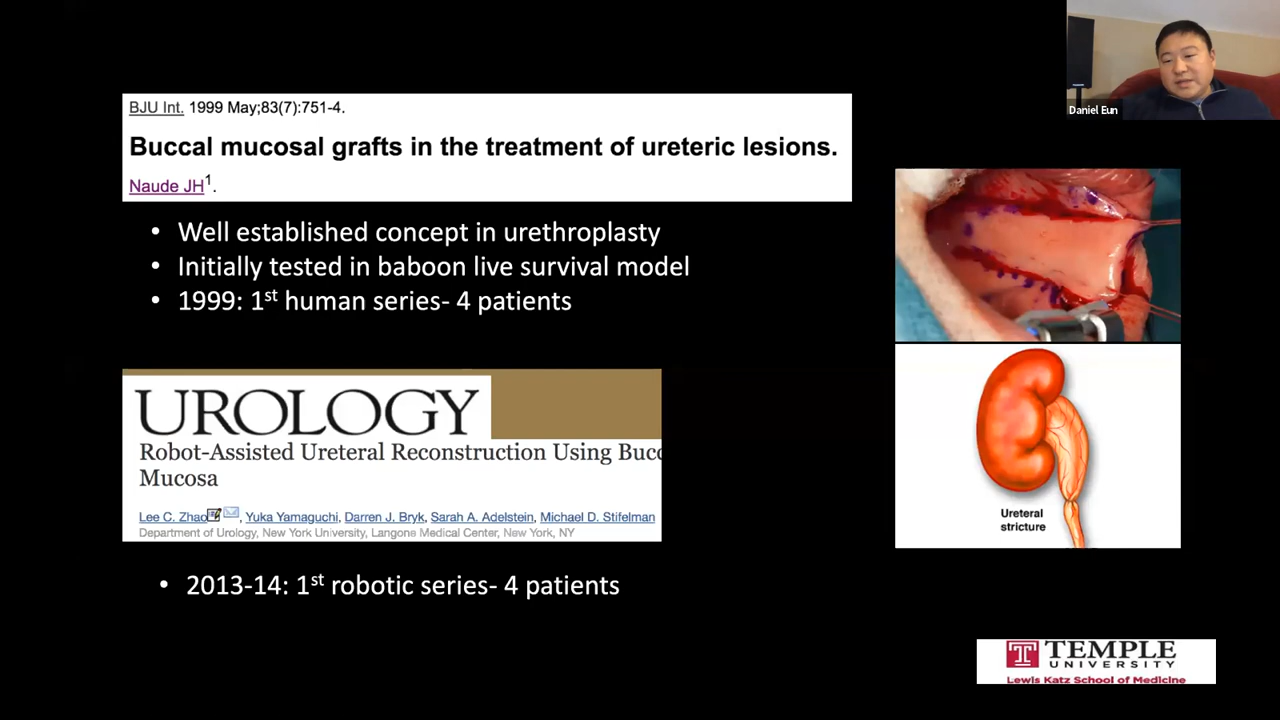 Daniel Eun
BJU Int. 1999 May;83(7):751-4.
Buccal mucosal grafts in the treatment of ureteric lesions.
Naude JH1.
• Well established concept in urethroplasty
• Initially tested in baboon live survival model
• 1999: 1st human series- 4 patients
UROLOGY
Robot-Assisted Ureteral Reconstruction Using Bucc
Mucosa
Lee C. Zhao, Yuka Yamaguchi, Darren J. Bryk, Sarah A. Adelstein, Michael D. Stifelman
Department of Urology, New York University, Langone Medical Center, New York, NY
• 2013-14: 1st robotic series- 4 patients
Ureteral
stricture
TEMPLE
UNIVERSITY
Lewis Katz School of Medicine